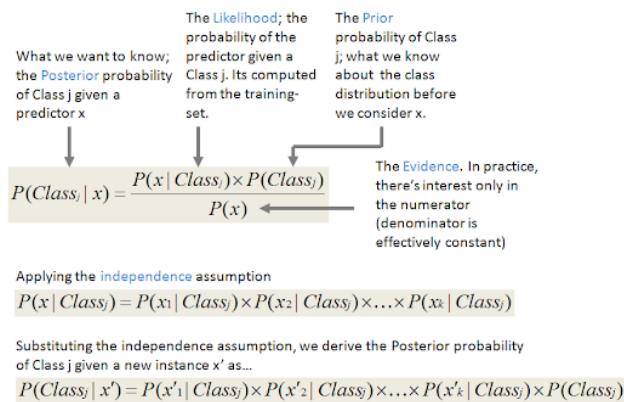 What we want to know;
the Posterior probability
of Class j given a
predictor x
The Likelihood; the
probability of the
predictor given a
Class j. Its computed
from the training-
set.
The Prior
probability of Class
j; what we know
about the class
distribution before
we consider x.
P(Classj | x) = P(x | Classj) × P(Classj)
P(x)
The Evidence. In practice,
there's interest only in
the numerator
(denominator is
effectively constant)
Applying the independence assumption
P(x | Classj) = P(x1 | Classj) × P(x2 | Classj) × ... × P(xk | Classj)
Substituting the independence assumption, we derive the Posterior probability
of Class j given a new instance x' as...
P(Classj | x') = P(x'1 | Classj) × P(x'2 | Classj) × ... × P(x'k | Classj) × P(Classj)